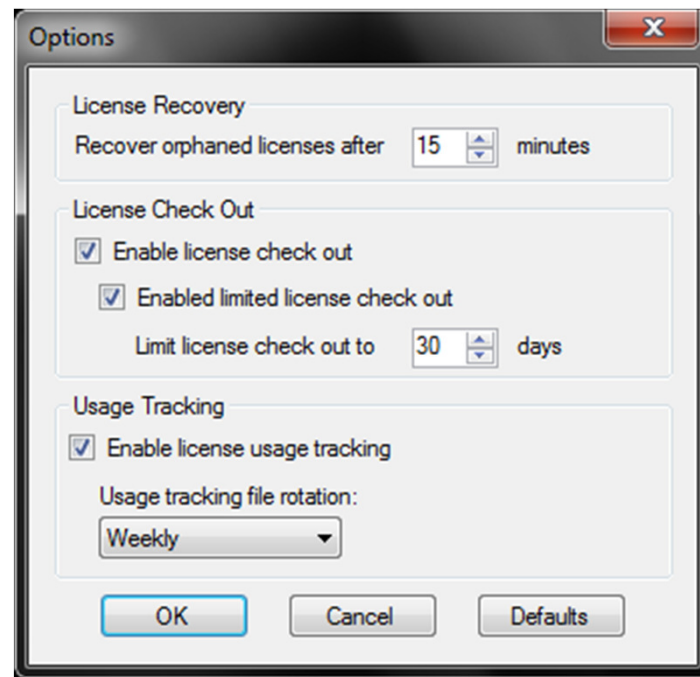 Options
License Recovery
Recover orphaned licenses after 15 minutes
License Check Out
Enable license check out
Enabled limited license check out
Limit license check out to 30 days
Usage Tracking
Enable license usage tracking
Usage tracking file rotation:
Weekly
OK Cancel Defaults